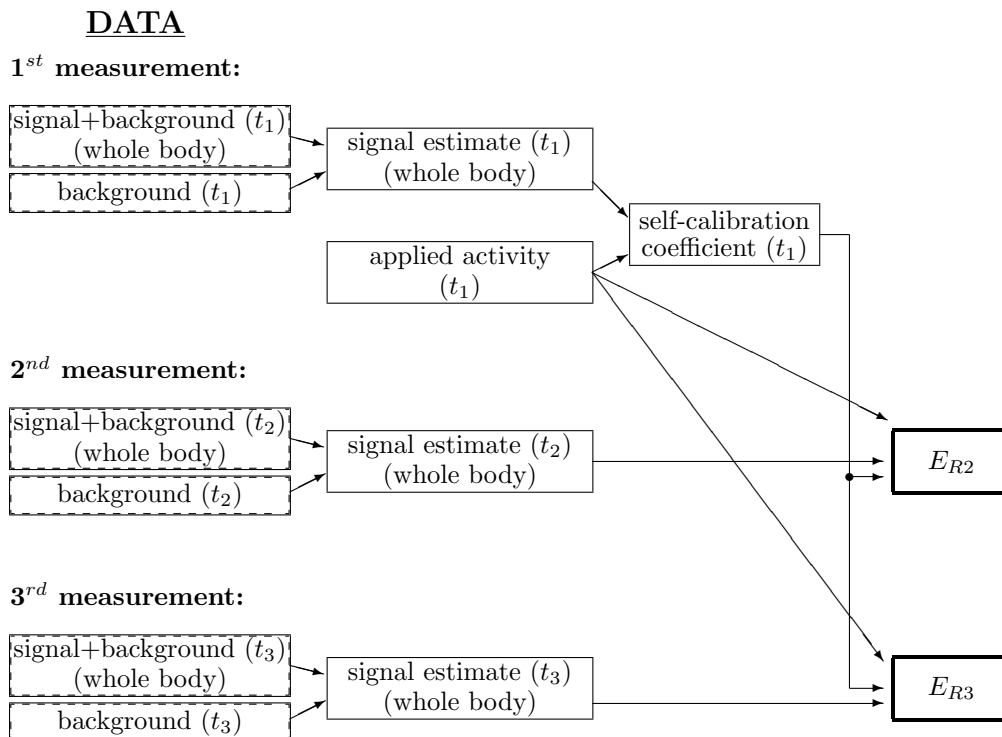 DATA
1st measurement:
signal+background (t1)
(whole body)
background (t1)
signal estimate (t1)
(whole body)
applied activity
(t1)
self-calibration
coefficient (t1)
2nd measurement:
signal+background (t2)
(whole body)
background (t2)
signal estimate (t2)
(whole body)
ER2
3rd measurement:
signal+background (t3)
(whole body)
background (t3)
signal estimate (t3)
(whole body)
ER3